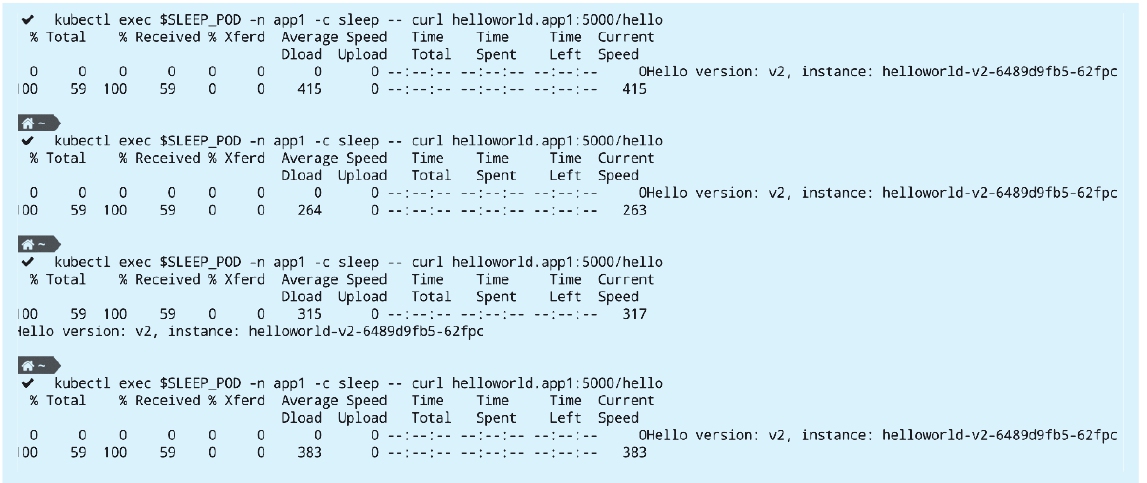 ✔ kubectl exec $SLEEP_POD -n app1 -c sleep -- curl helloworld.app1:5000/hello
% Total % Received % Xferd Average Speed Time Time Time Current
Dload Upload Total Spent Left Speed
0 0 0 0 0 0 0 0 --:--:-- --:--:-- --:--:-- 0Hello version: v2, instance: helloworld-v2-6489d9fb5-62fpc
100 59 100 59 0 0 415 0 --:--:-- --:--:-- --:--:-- 415
~
✔ kubectl exec $SLEEP_POD -n app1 -c sleep -- curl helloworld.app1:5000/hello
% Total % Received % Xferd Average Speed Time Time Time Current
Dload Upload Total Spent Left Speed
0 0 0 0 0 0 0 0 --:--:-- --:--:-- --:--:-- 0Hello version: v2, instance: helloworld-v2-6489d9fb5-62fpc
100 59 100 59 0 0 264 0 --:--:-- --:--:-- --:--:-- 263
~
✔ kubectl exec $SLEEP_POD -n app1 -c sleep -- curl helloworld.app1:5000/hello
% Total % Received % Xferd Average Speed Time Time Time Current
Dload Upload Total Spent Left Speed
100 59 100 59 0 0 315 0 --:--:-- --:--:-- --:--:-- 317
Hello version: v2, instance: helloworld-v2-6489d9fb5-62fpc
~
✔ kubectl exec $SLEEP_POD -n app1 -c sleep -- curl helloworld.app1:5000/hello
% Total % Received % Xferd Average Speed Time Time Time Current
Dload Upload Total Spent Left Speed
0 0 0 0 0 0 0 0 --:--:-- --:--:-- --:--:-- 0Hello version: v2, instance: helloworld-v2-6489d9fb5-62fpc
100 59 100 59 0 0 383 0 --:--:-- --:--:-- --:--:-- 383